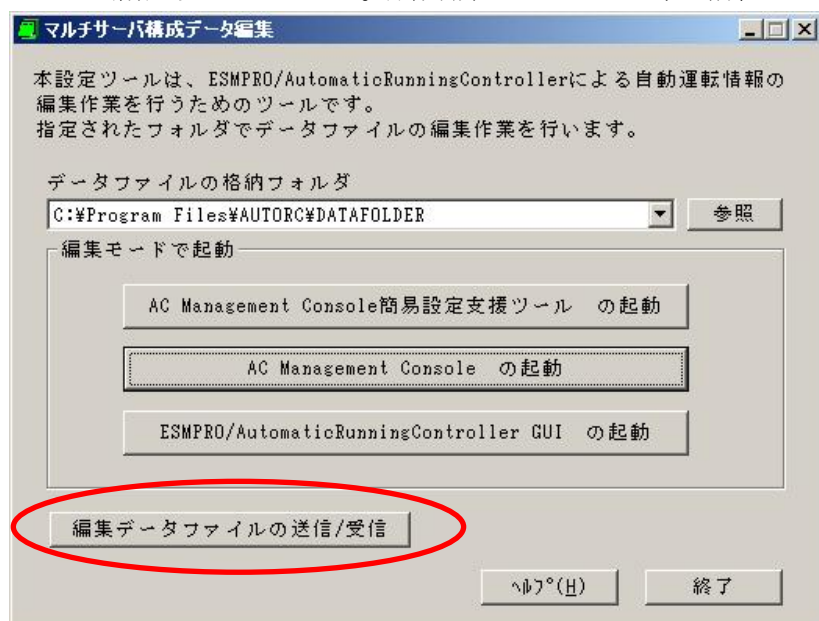 マルチサーバ構成データ編集
本設定ツールは、ESMPRO/AutomaticRunningControllerによる自動運転情報の
編集作業を行うためのツールです。
指定されたフォルダでデータファイルの編集作業を行います。
データファイルの格納フォルダ
C:¥Program Files¥AUTORC¥DATAFOLDER
参照
編集モードで起動
AC Management Console簡易設定支援ツール の起動
AC Management Console の起動
ESMPRO/AutomaticRunningController GUI の起動
編集データファイルの送信/受信
ﾍﾙﾌﾟ(H)
終了